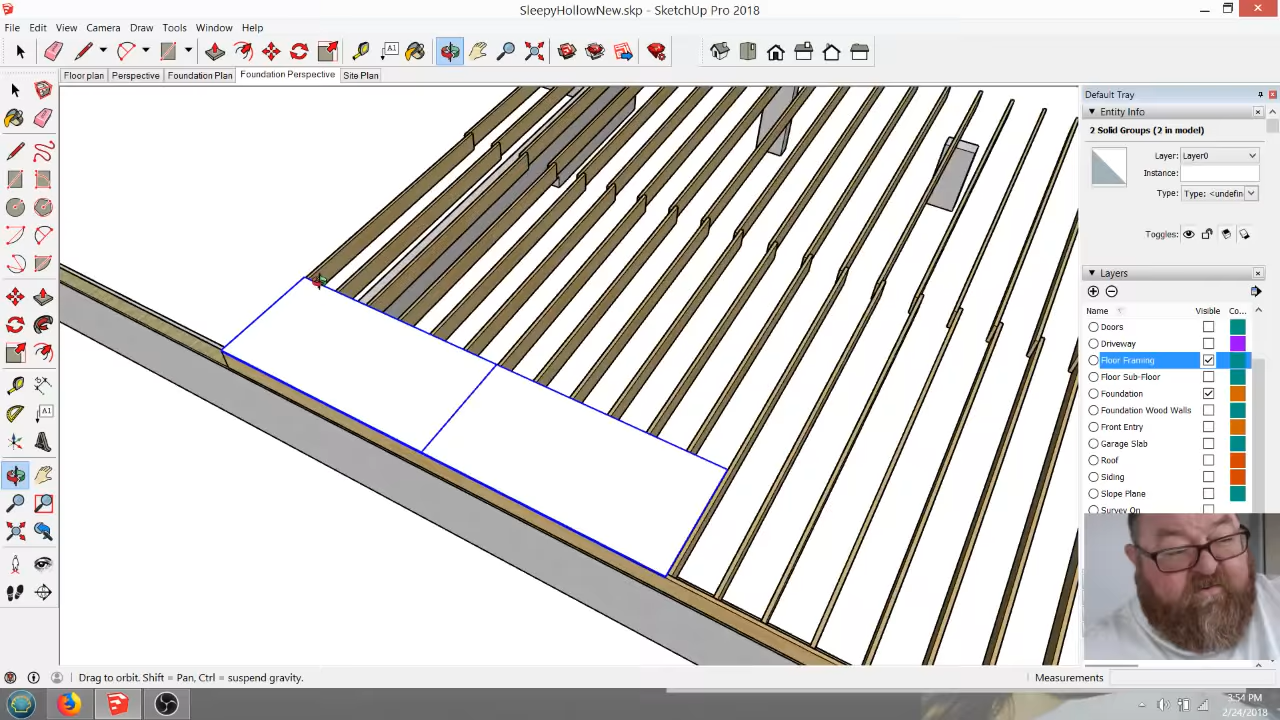 SleepyHollowNew.skp - SketchUp Pro 2018
File Edit View Camera Draw Tools Window Help
Floor plan Perspective Foundation Plan Foundation Perspective Site Plan
Default Tray
Entity Info
2 Solid Groups (2 in model)
Layer: Layer0
Instance:
Type: Type: <undefin
Toggles:
Layers
Name Visible Co...
Doors
Driveway
Floor Framing
Floor Sub-Floor
Foundation
Foundation Wood Walls
Front Entry
Garage Slab
Roof
Siding
Slope Plane
Survey On
Drag to orbit. Shift = Pan, Ctrl = suspend gravity.
Measurements
3:54 PM
2/24/2018